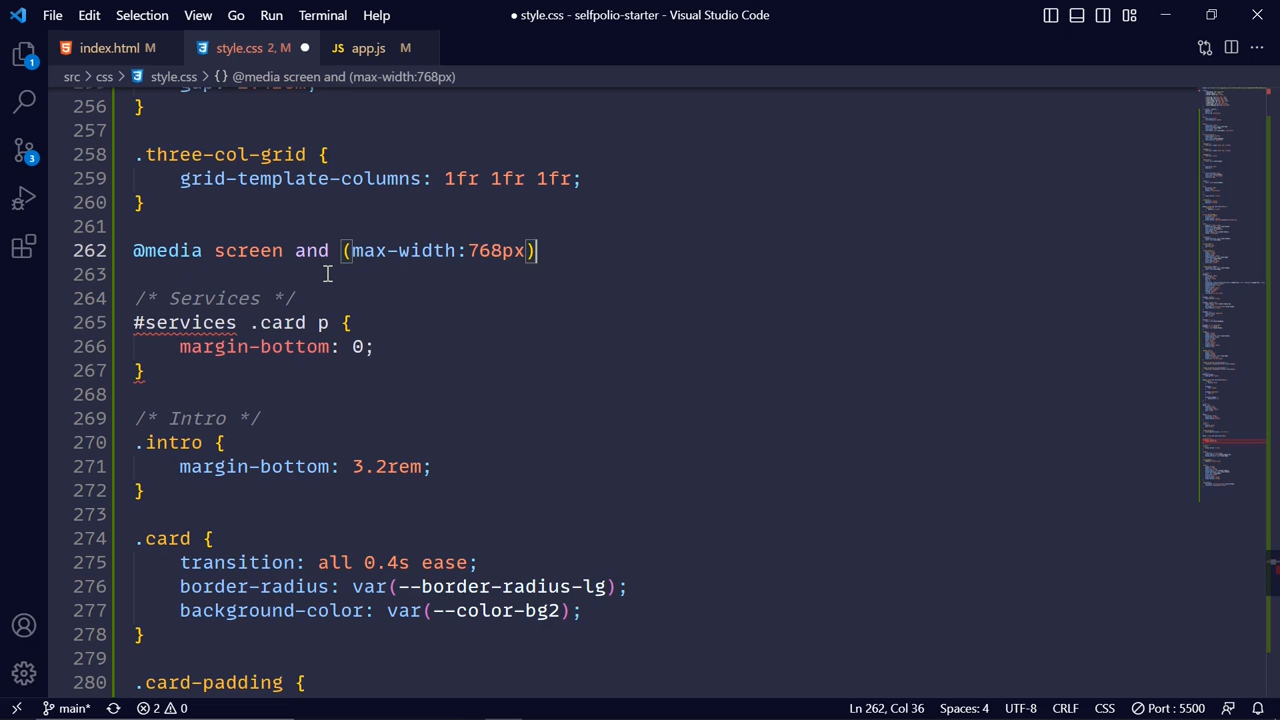 File Edit Selection View Go Run Terminal Help ● style.css - selfpolio-starter - Visual Studio Code
index.html M style.css 2, M ● JS app.js M
src > css > style.css > {} @media screen and (max-width:768px)
256 }
257
258 .three-col-grid {
259 grid-template-columns: 1fr 1fr 1fr;
260 }
261
262 @media screen and (max-width:768px)
263
264 /* Services */
265 #services .card p {
266 margin-bottom: 0;
267 }
268
269 /* Intro */
270 .intro {
271 margin-bottom: 3.2rem;
272 }
273
274 .card {
275 transition: all 0.4s ease;
276 border-radius: var(--border-radius-lg);
277 background-color: var(--color-bg2);
278 }
279
280 .card-padding {
1
3
main* 2 0 Ln 262, Col 36 Spaces: 4 UTF-8 CRLF CSS Port : 5500